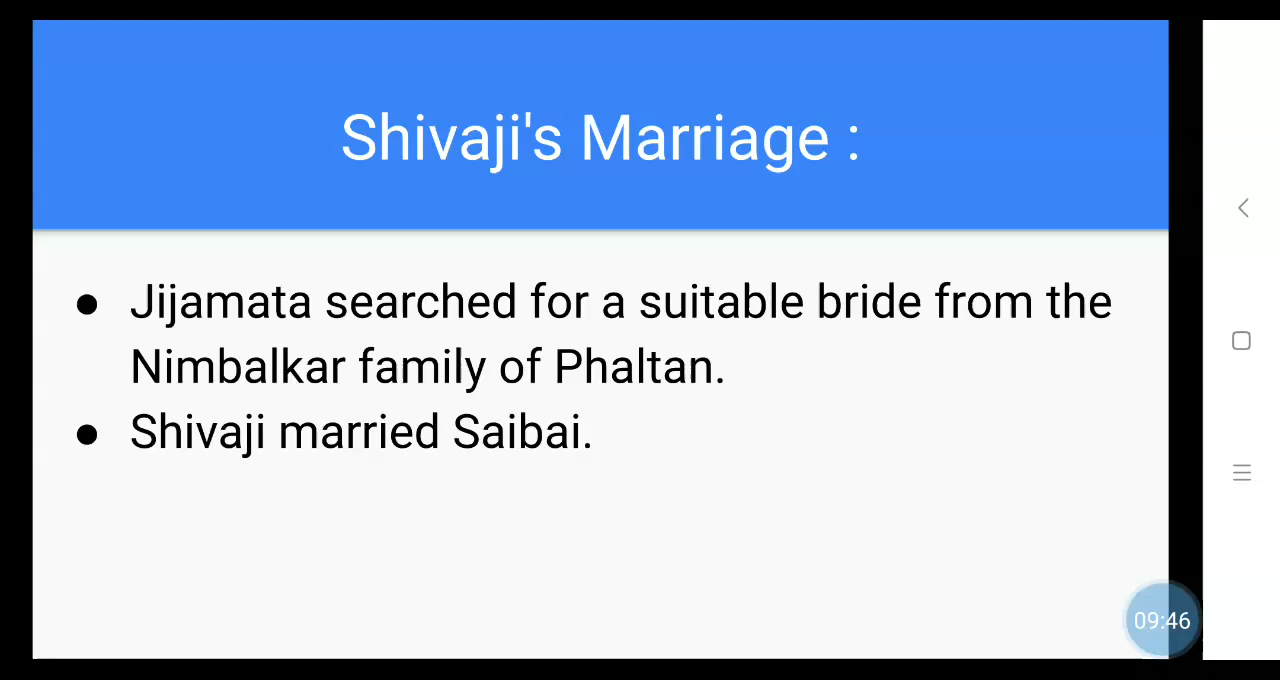 Shivaji's Marriage :
● Jijamata searched for a suitable bride from the
Nimbalkar family of Phaltan.
● Shivaji married Saibai.
09:46